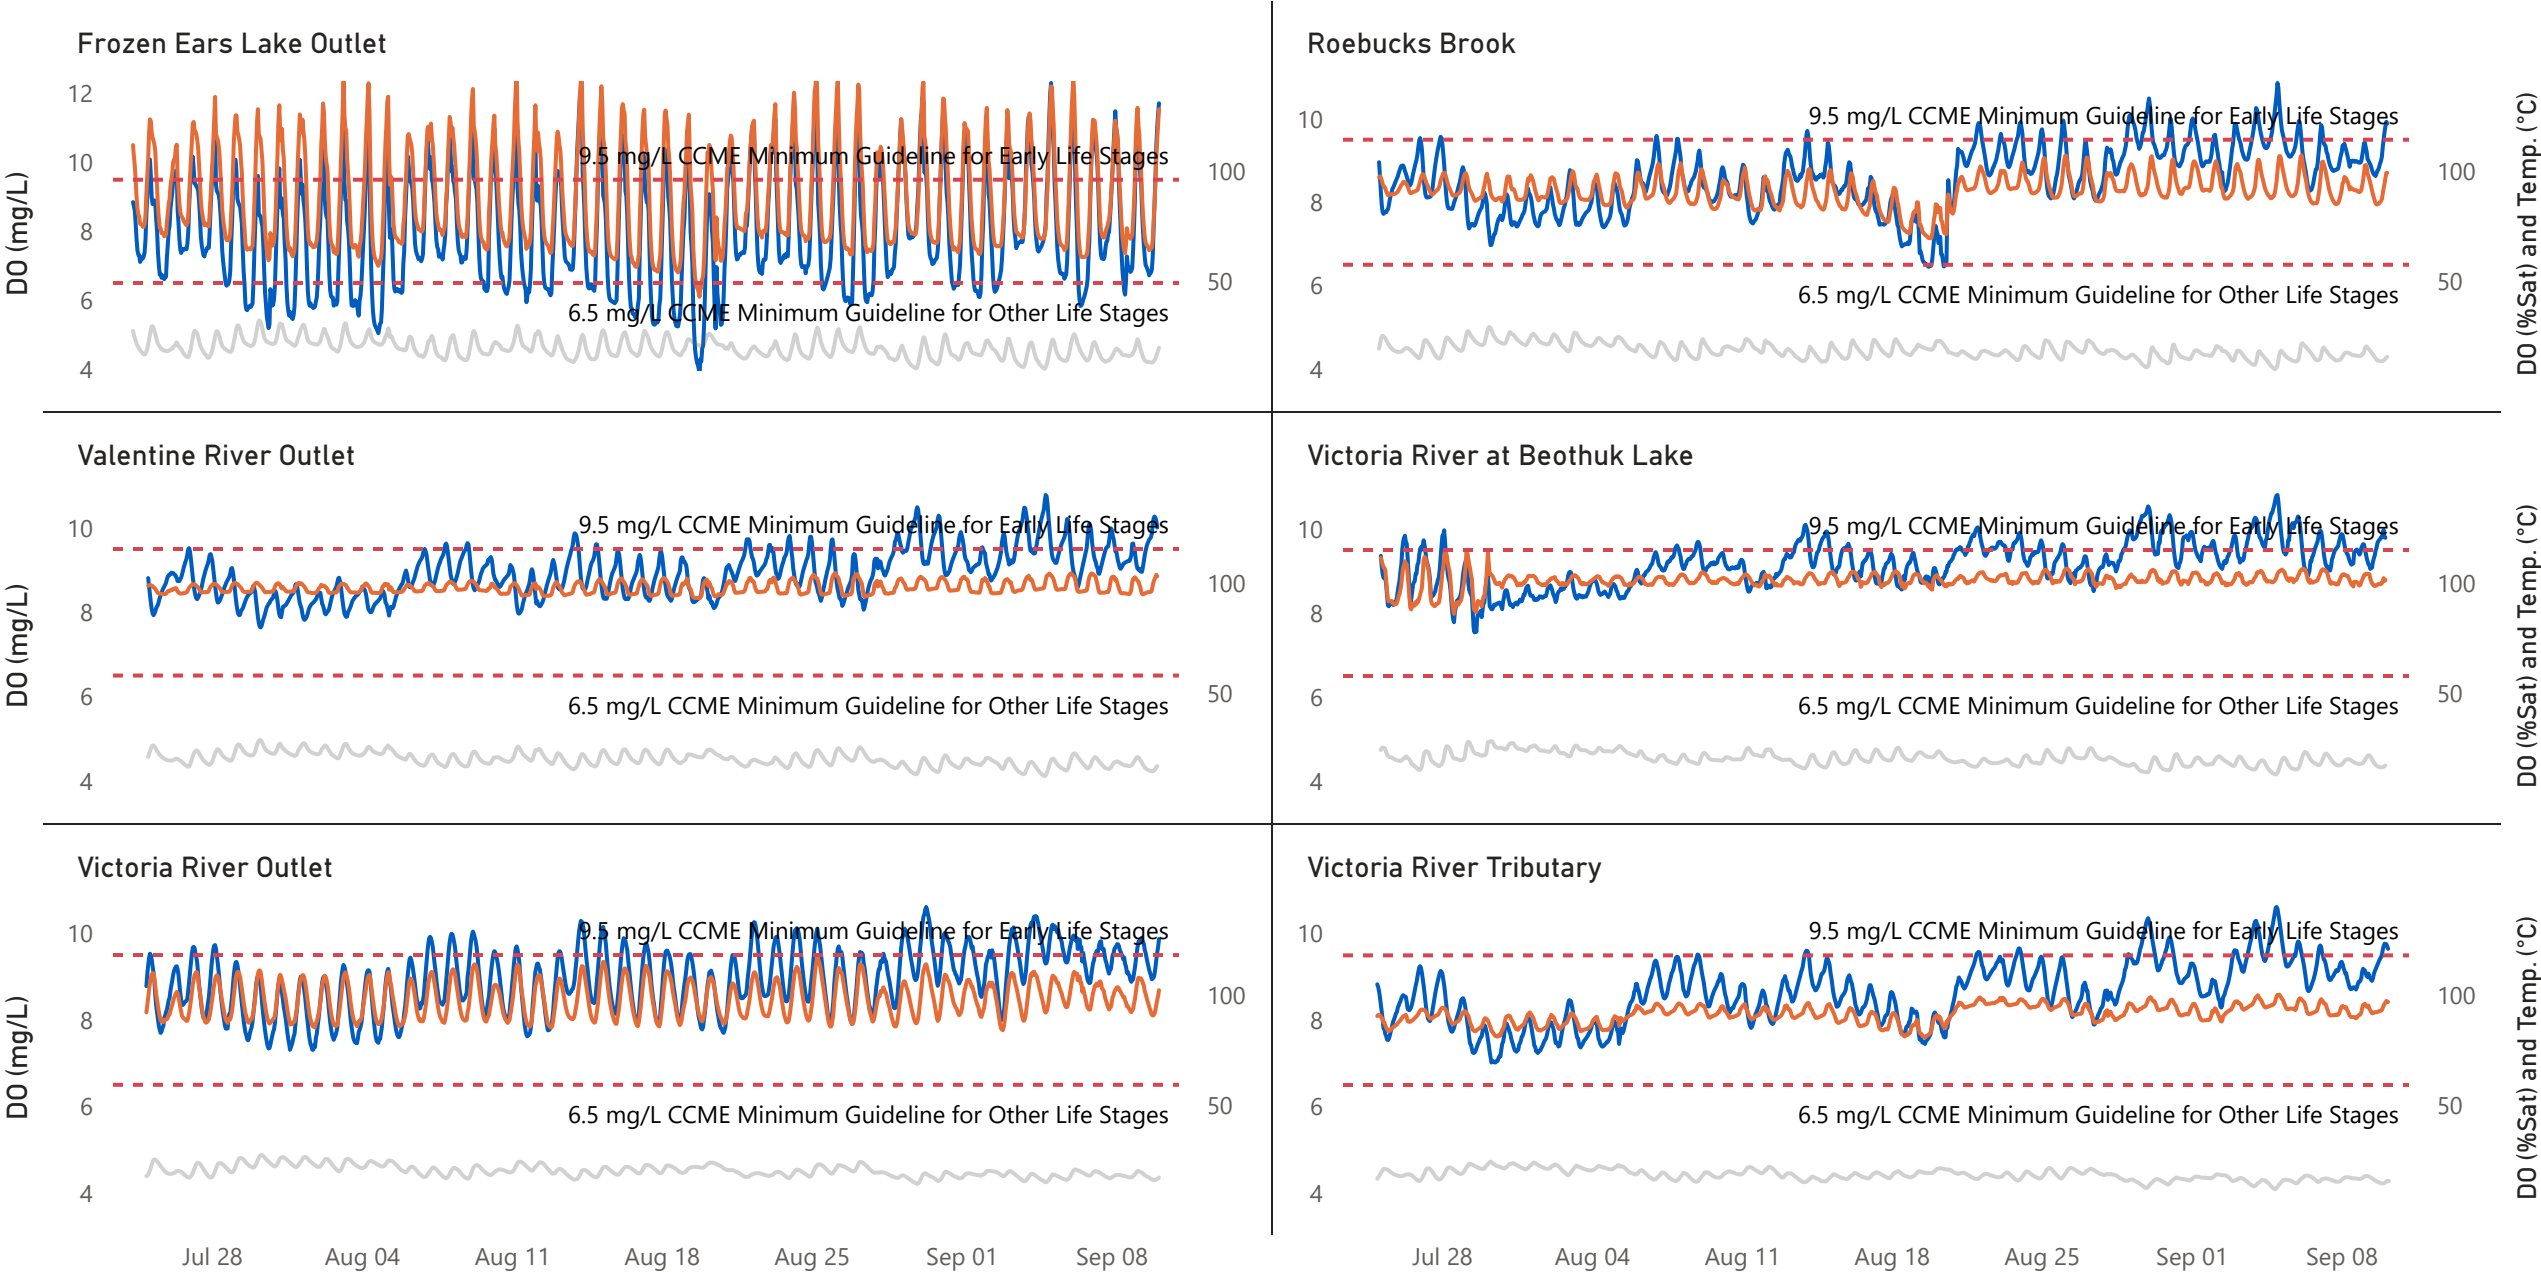 Frozen Ears Lake Outlet
12
10
8
6
4
DO (mg/L)
9.5 mg/L CCME Minimum Guideline for Early Life Stages
6.5 mg/L CCME Minimum Guideline for Other Life Stages
100
50
Roebucks Brook
10
8
6
4
9.5 mg/L CCME Minimum Guideline for Early Life Stages
6.5 mg/L CCME Minimum Guideline for Other Life Stages
100
50
DO (%Sat) and Temp. (°C)
Valentine River Outlet
10
8
6
4
DO (mg/L)
9.5 mg/L CCME Minimum Guideline for Early Life Stages
6.5 mg/L CCME Minimum Guideline for Other Life Stages
100
50
Victoria River at Beothuk Lake
10
8
6
4
9.5 mg/L CCME Minimum Guideline for Early Life Stages
6.5 mg/L CCME Minimum Guideline for Other Life Stages
100
50
DO (%Sat) and Temp. (°C)
Victoria River Outlet
10
8
6
4
DO (mg/L)
9.5 mg/L CCME Minimum Guideline for Early Life Stages
6.5 mg/L CCME Minimum Guideline for Other Life Stages
100
50
Jul 28 Aug 04 Aug 11 Aug 18 Aug 25 Sep 01 Sep 08
Victoria River Tributary
10
8
6
4
9.5 mg/L CCME Minimum Guideline for Early Life Stages
6.5 mg/L CCME Minimum Guideline for Other Life Stages
100
50
DO (%Sat) and Temp. (°C)
Jul 28 Aug 04 Aug 11 Aug 18 Aug 25 Sep 01 Sep 08